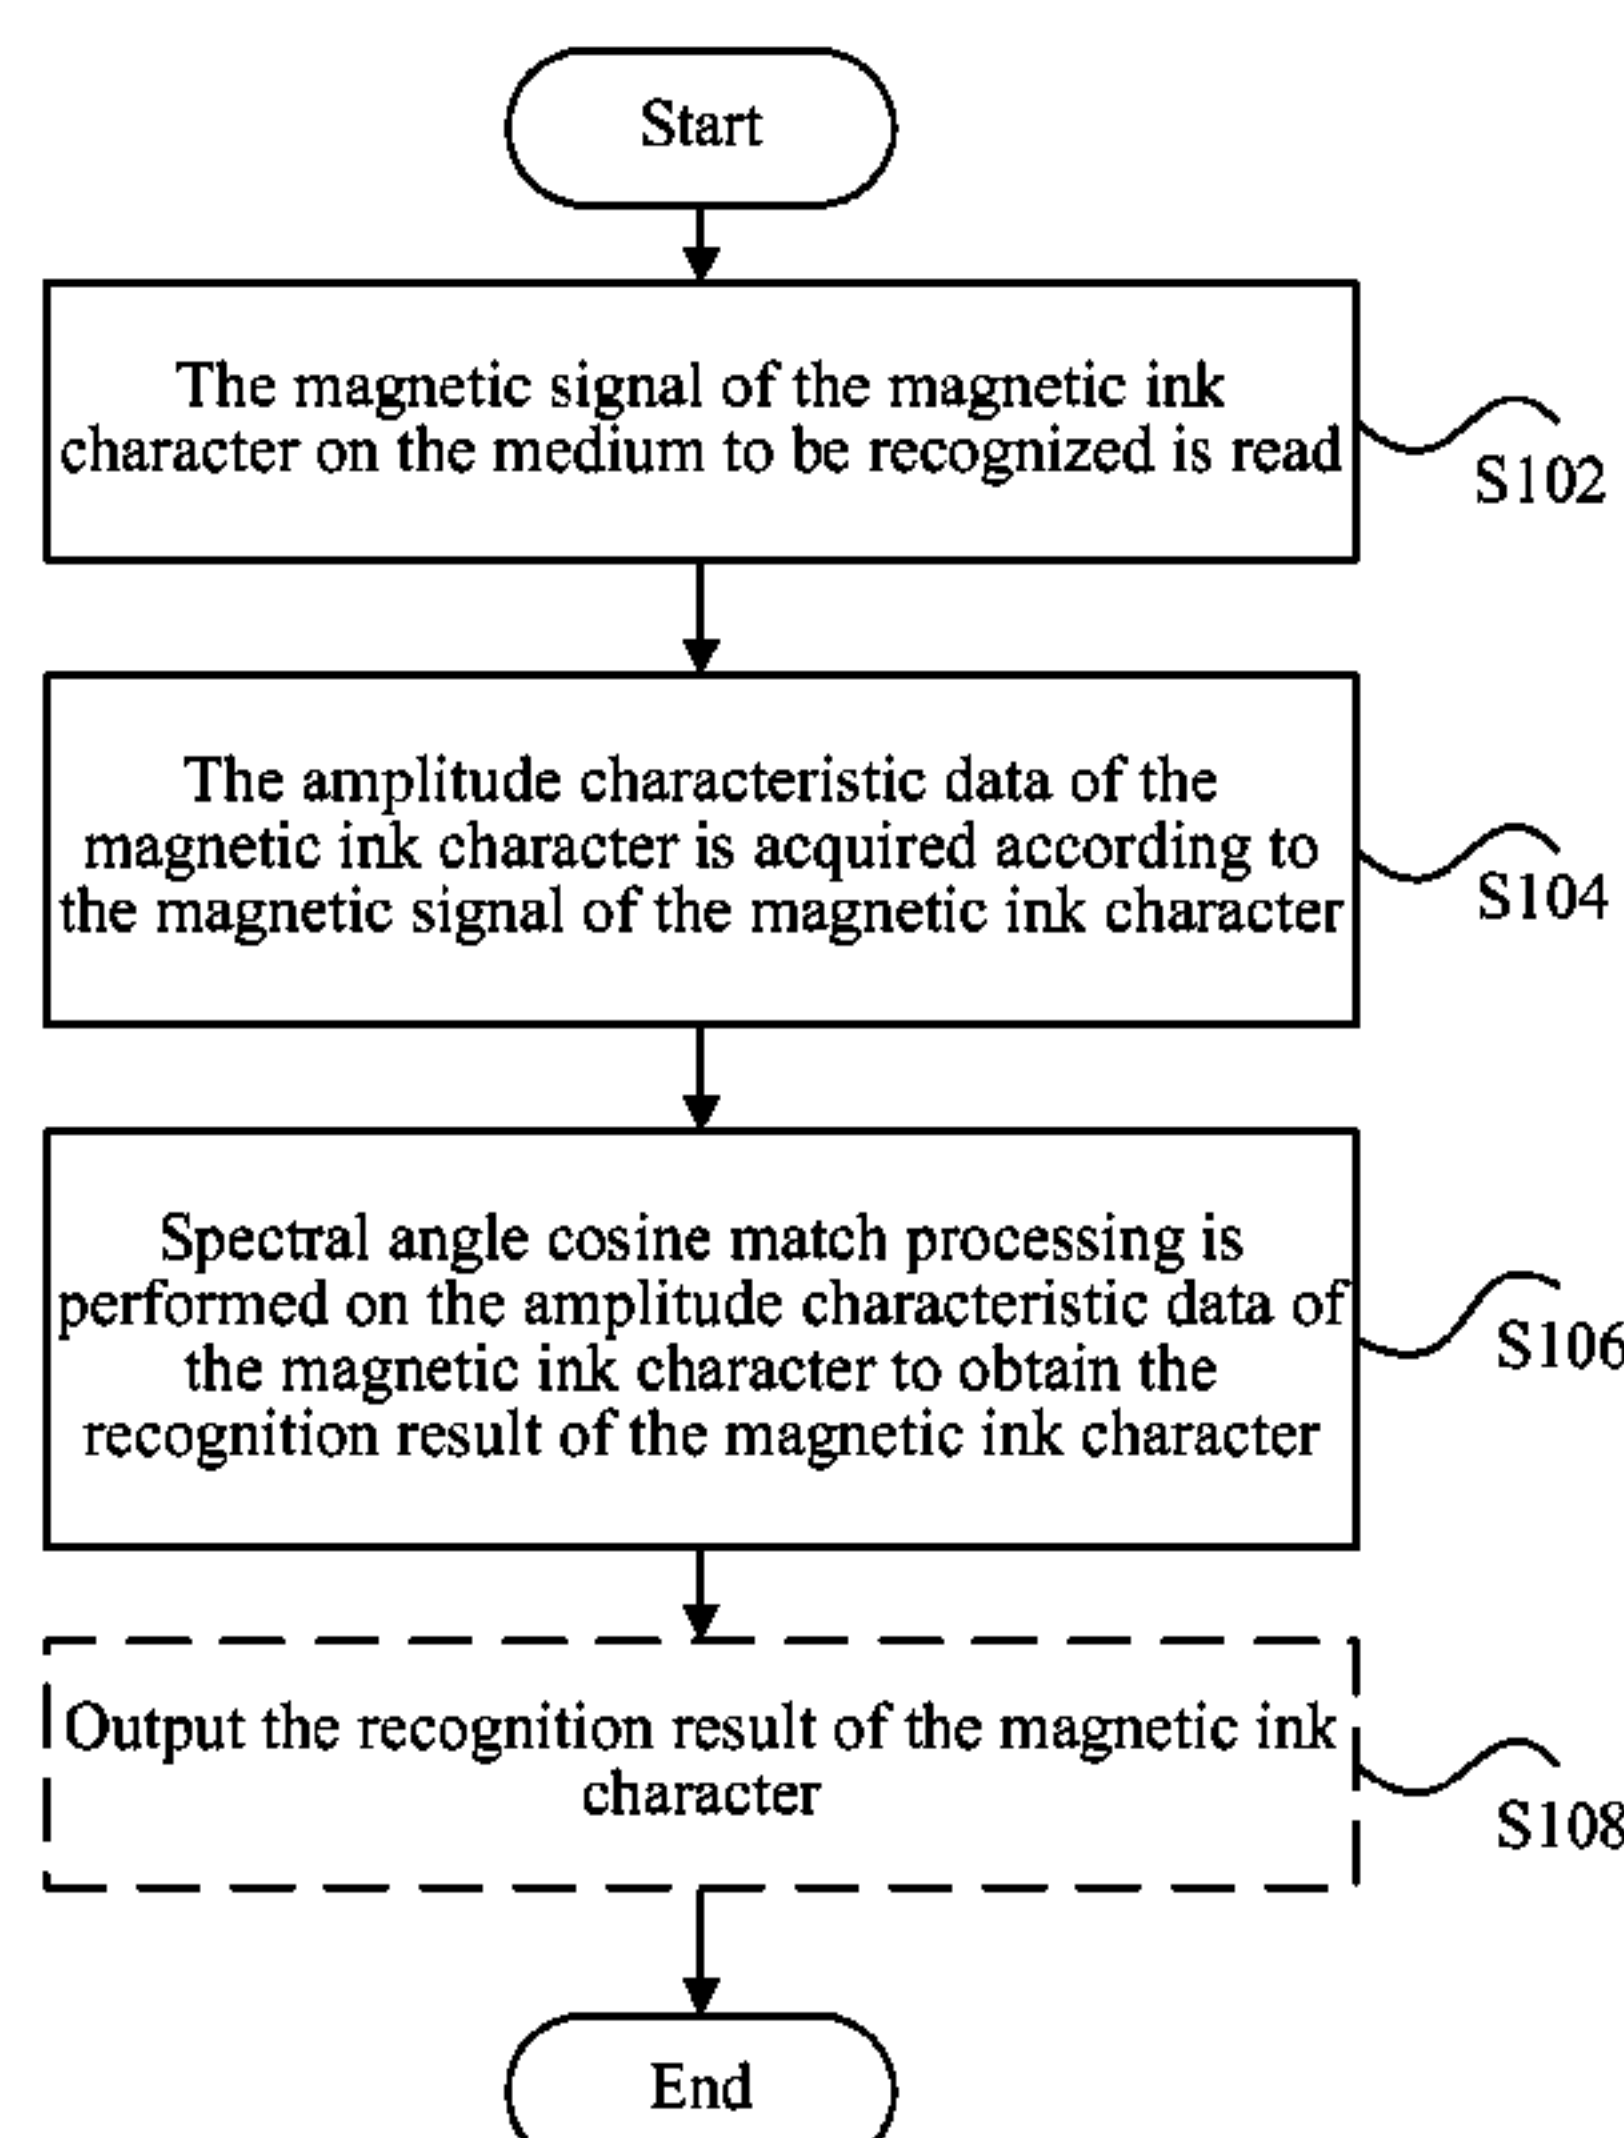 Start
The magnetic signal of the magnetic ink
character on the medium to be recognized is read
S102
The amplitude characteristic data of the
magnetic ink character is acquired according to
the magnetic signal of the magnetic ink character
S104
Spectral angle cosine match processing is
performed on the amplitude characteristic data of
the magnetic ink character to obtain the
recognition result of the magnetic ink character
S106
Output the recognition result of the magnetic ink
character
S108
End